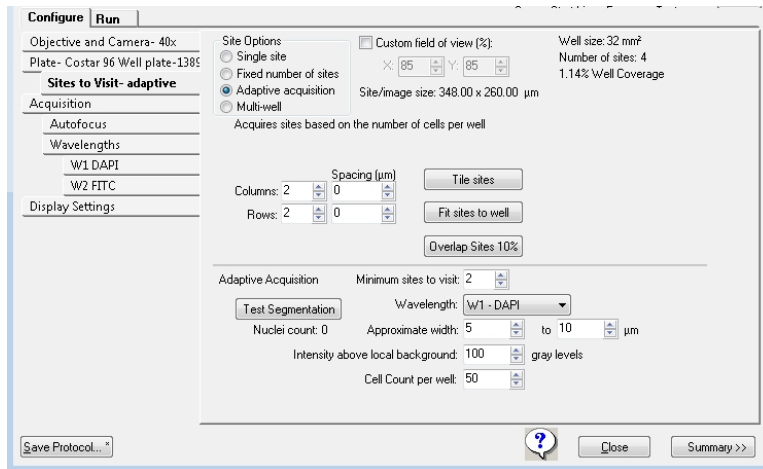 Configure Run
Objective and Camera- 40x
Plate- Costar 96 Well plate-1389
Sites to Visit- adaptive
Acquisition
Autofocus
Wavelengths
W1 DAPI
W2 FITC
Display Settings
Site Options
Single site
Fixed number of sites
Adaptive acquisition
Multi-well
Custom field of view (%):
X: 85 Y: 85
Site/image size: 348.00 x 260.00 µm
Well size: 32 mm²
Number of sites: 4
1.14% Well Coverage
Acquires sites based on the number of cells per well
Spacing (µm)
Columns: 2 0
Rows: 2 0
Tile sites
Fit sites to well
Overlap Sites 10%
Adaptive Acquisition
Minimum sites to visit: 2
Test Segmentation
Wavelength: W1 - DAPI
Nuclei count: 0
Approximate width: 5 to 10 µm
Intensity above local background: 100 gray levels
Cell Count per well: 50
Save Protocol... *
?
Close
Summary >>